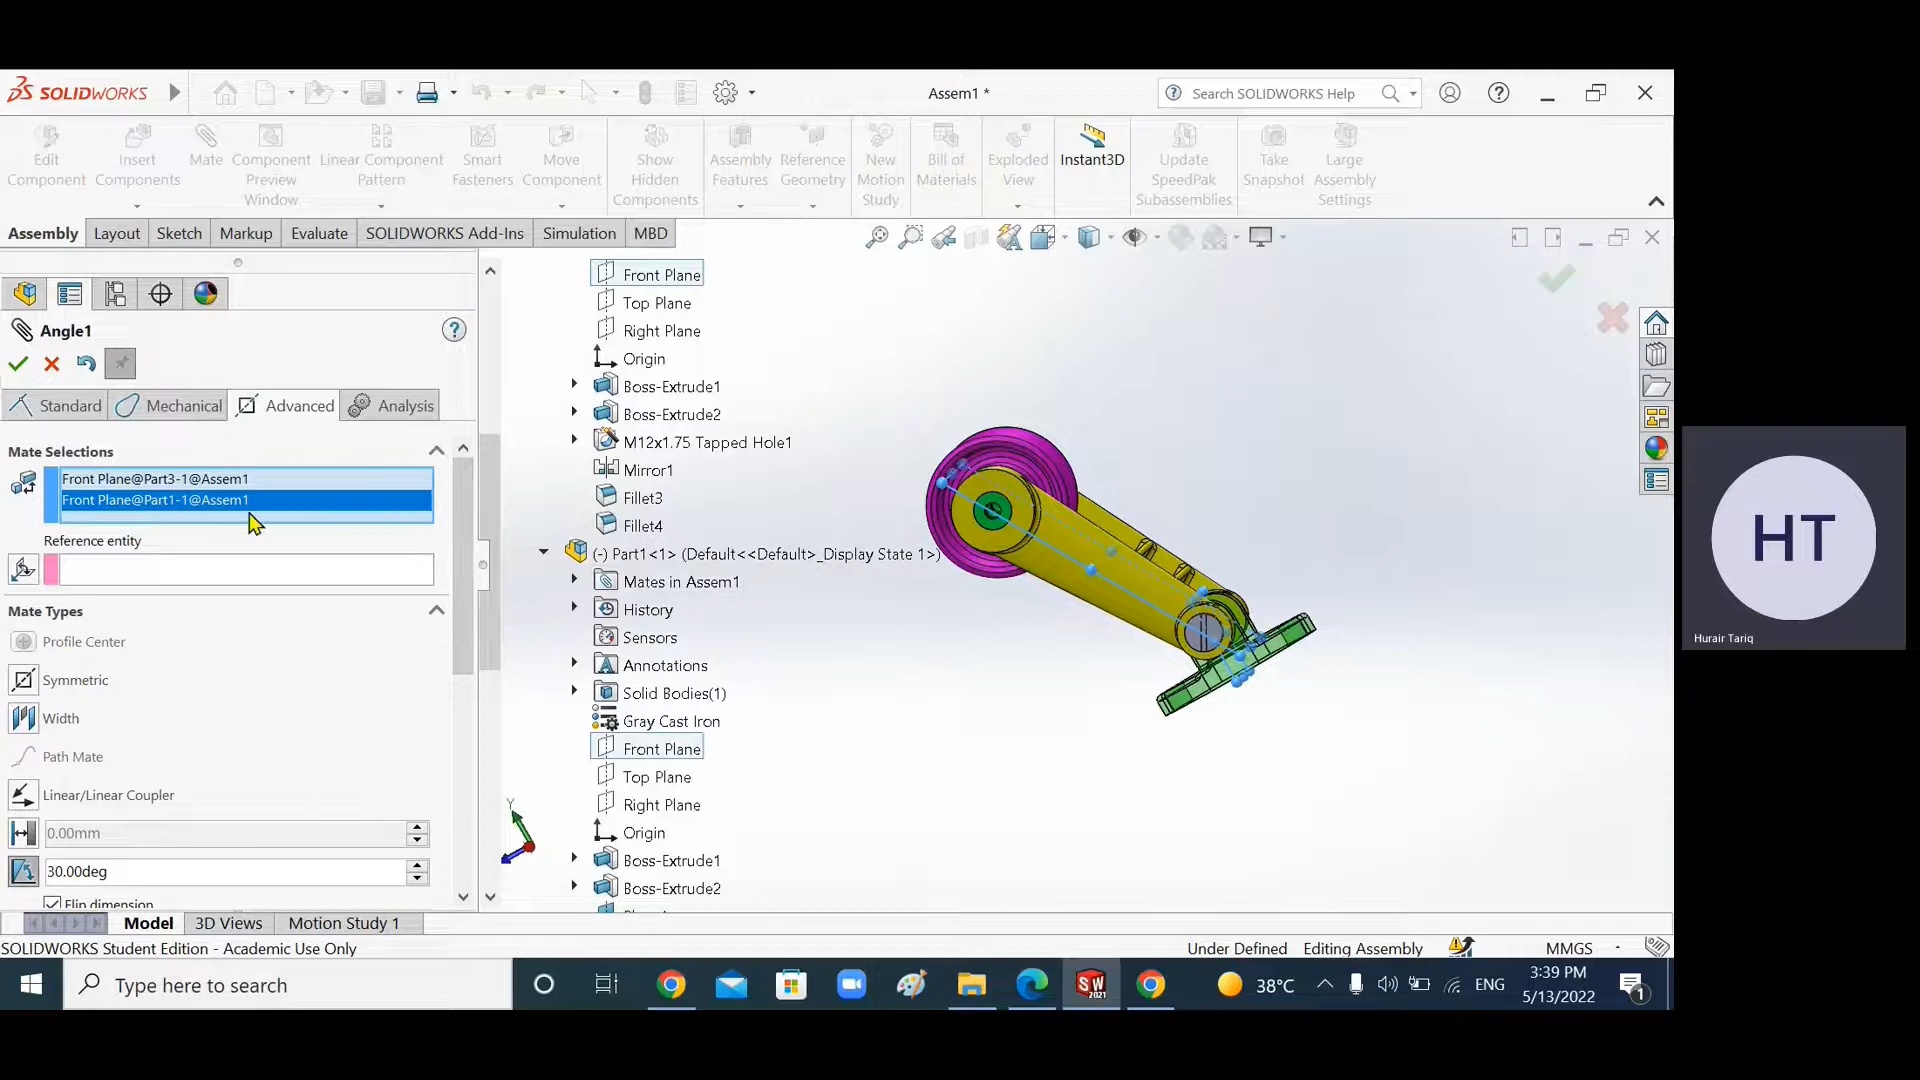 SOLIDWORKS
Assem1 *
Search SOLIDWORKS Help
Edit Component
Insert Components
Mate
Component Preview Window
Linear Component Pattern
Smart Fasteners
Move Component
Show Hidden Components
Assembly Features
Reference Geometry
New Motion Study
Bill of Materials
Exploded View
Instant3D
Update SpeedPak Subassemblies
Take Snapshot
Large Assembly Settings
Assembly
Layout
Sketch
Markup
Evaluate
SOLIDWORKS Add-Ins
Simulation
MBD
Angle1
Standard
Mechanical
Advanced
Analysis
Mate Selections
Front Plane@Part3-1@Assem1
Front Plane@Part1-1@Assem1
Reference entity
Mate Types
Profile Center
Symmetric
Width
Path Mate
Linear/Linear Coupler
0.00mm
30.00deg
Flip dimension
Front Plane
Top Plane
Right Plane
Origin
Boss-Extrude1
Boss-Extrude2
M12x1.75 Tapped Hole1
Mirror1
Fillet3
Fillet4
(-) Part1<1> (Default<<Default>_Display State 1>)
Mates in Assem1
History
Sensors
Annotations
Solid Bodies(1)
Gray Cast Iron
Front Plane
Top Plane
Right Plane
Origin
Boss-Extrude1
Boss-Extrude2
Y
HT
Hurair Tariq
Model
3D Views
Motion Study 1
SOLIDWORKS Student Edition - Academic Use Only
Under Defined
Editing Assembly
MMGS
Type here to search
SW
2021
38°C
ENG
3:39 PM
5/13/2022
1